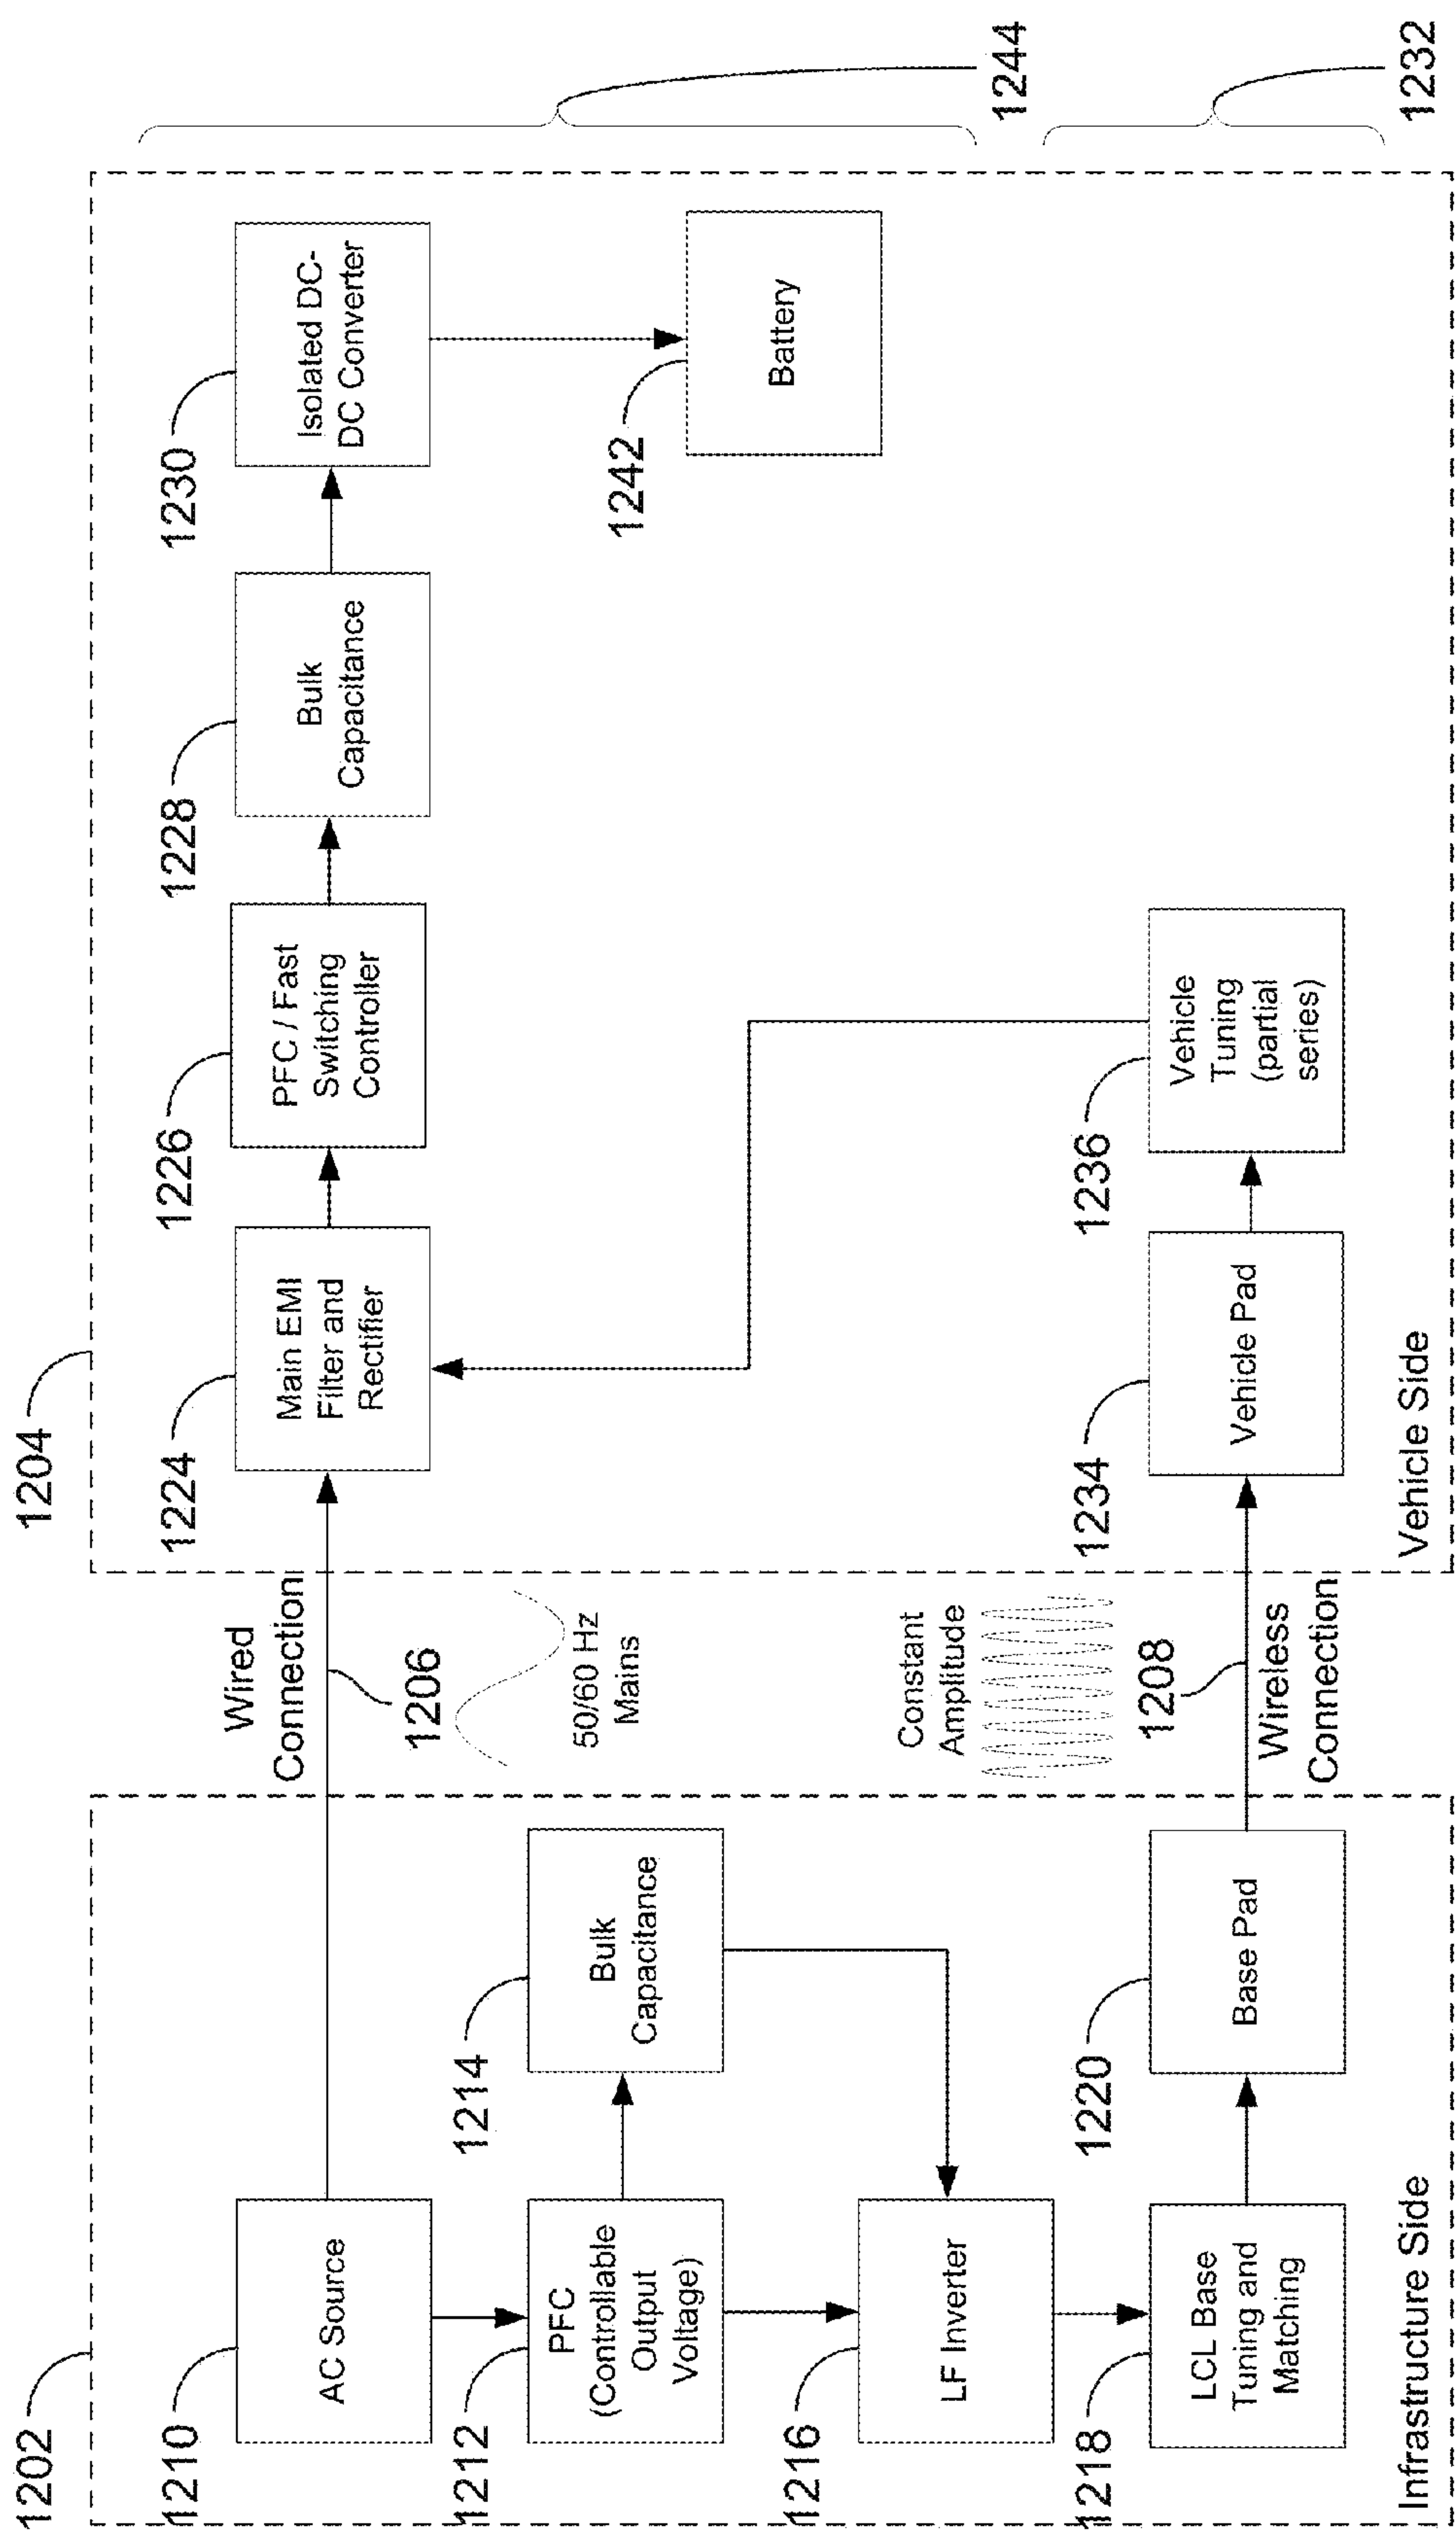 1202
1204
1210
AC Source
Wired
Connection
1206
50/60 Hz
Mains
1224
Main EMI
Filter and
Rectifier
1226
PFC / Fast
Switching
Controller
1228
Bulk
Capacitance
1230
Isolated DC-
DC Converter
1242
Battery
1244
1212
PFC
(Controllable
Output
Voltage)
1214
Bulk
Capacitance
1216
LF Inverter
1218
LCL Base
Tuning and
Matching
1220
Base Pad
Constant
Amplitude
1208
Wireless
Connection
1234
Vehicle Pad
1236
Vehicle
Tuning
(partial
series)
1232
Infrastructure Side
Vehicle Side